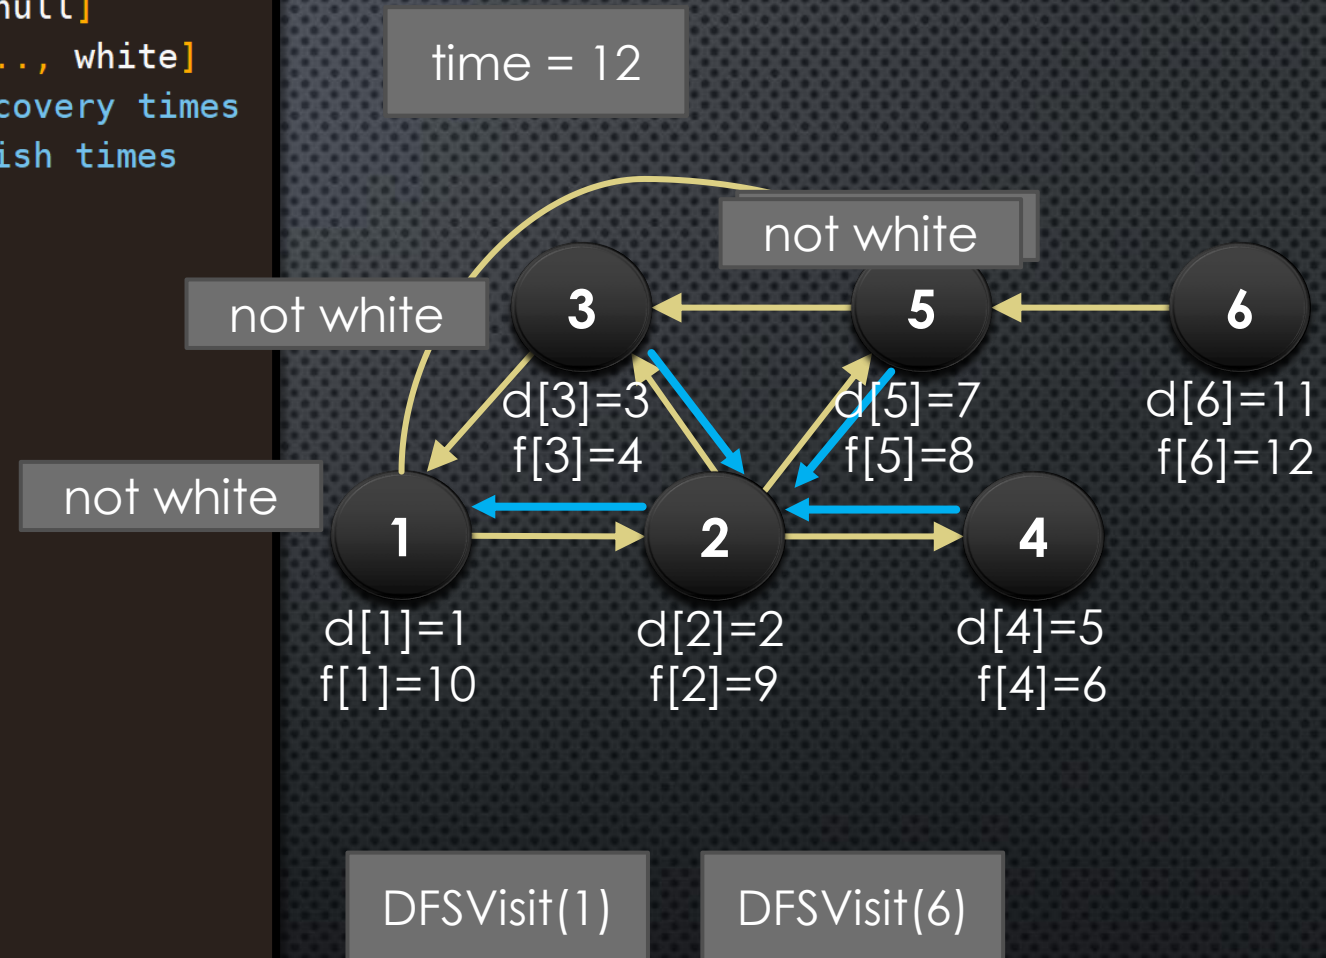 null]
.., white]
covery times
ish times
time = 12
not white
not white
3
5
6
d[3]=3
f[3]=4
d[5]=7
f[5]=8
d[6]=11
f[6]=12
not white
1
2
4
d[1]=1
f[1]=10
d[2]=2
f[2]=9
d[4]=5
f[4]=6
DFSVisit(1)
DFSVisit(6)